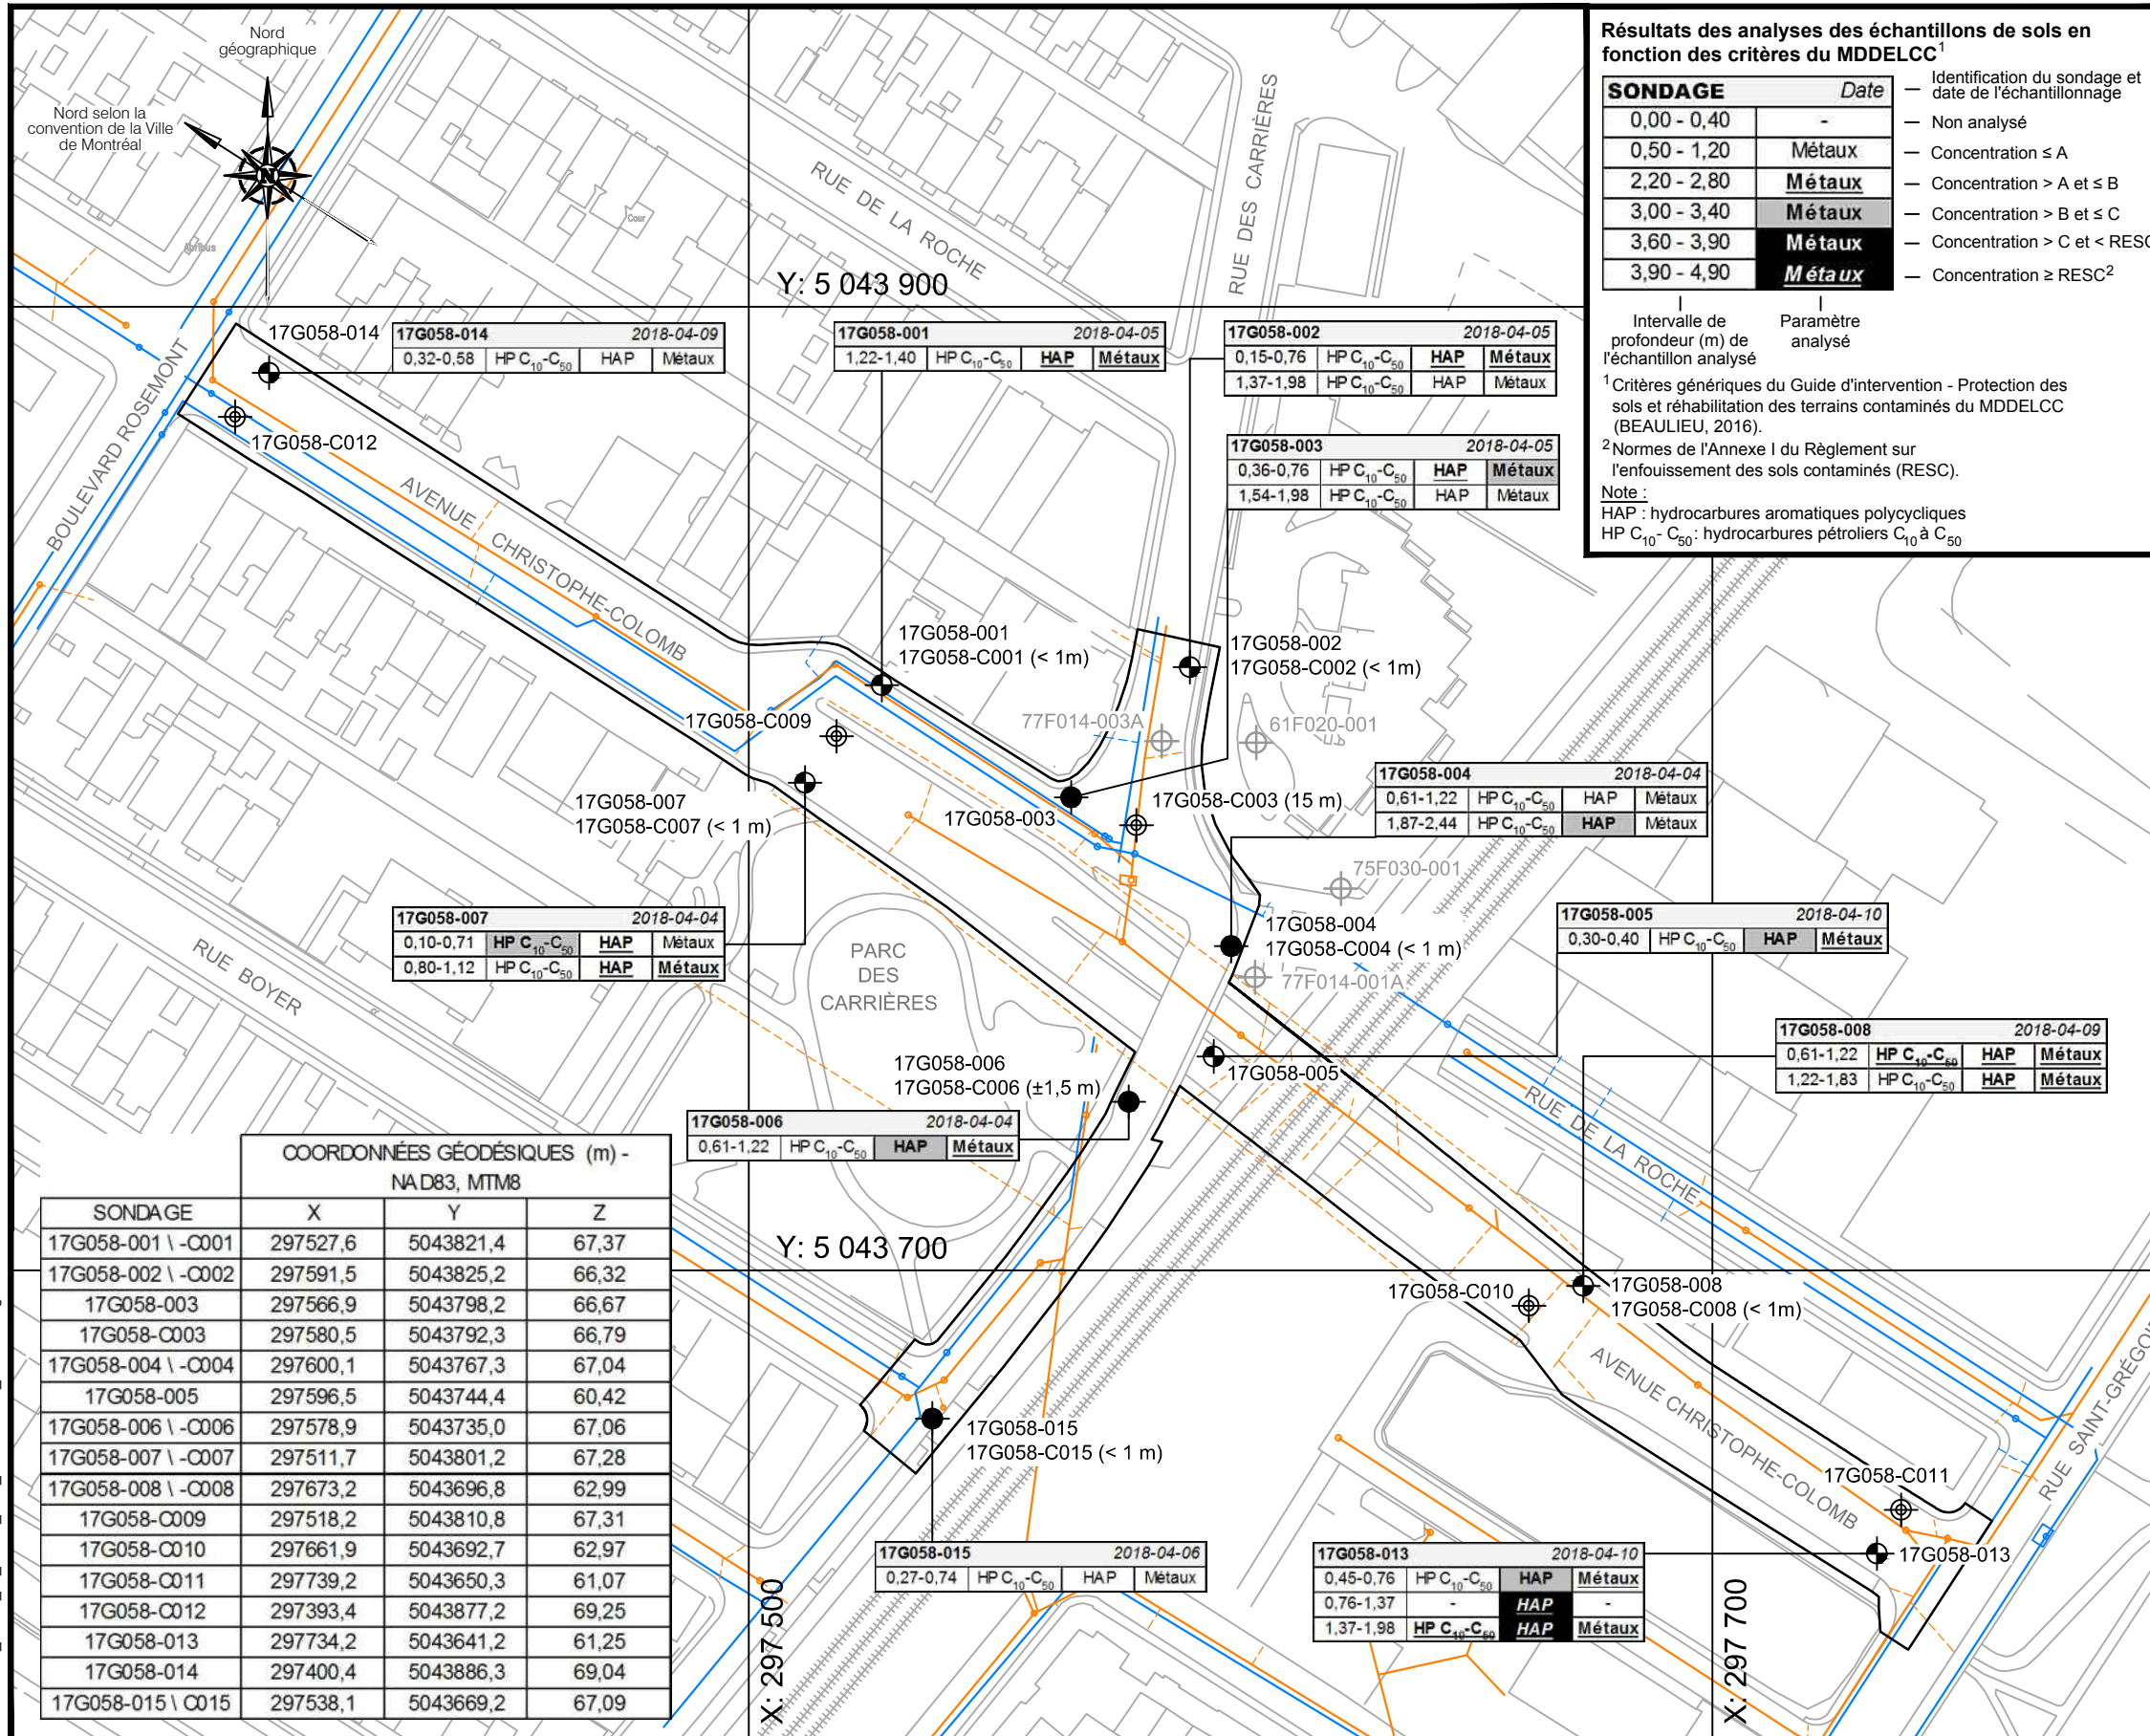 Nord
géographique
Nord selon la
convention de la Ville
de Montréal
N
Abribus
Cour
RUE DE LA ROCHE
RUE DES CARRIÈRES
BOULEVARD ROSEMONT
AVENUE CHRISTOPHE-COLOMB
Y: 5 043 900
Résultats des analyses des échantillons de sols en
fonction des critères du MDDELCC1
SONDAGE Date
Identification du sondage et
date de l'échantillonnage
0,00 - 0,40 - Non analysé
0,50 - 1,20 Métaux Concentration ≤ A
2,20 - 2,80 Métaux Concentration > A et ≤ B
3,00 - 3,40 Métaux Concentration > B et ≤ C
3,60 - 3,90 Métaux Concentration > C et < RESC
3,90 - 4,90 Métaux Concentration ≥ RESC2
Intervalle de
profondeur (m) de
l'échantillon analysé
Paramètre
analysé
1 Critères génériques du Guide d'intervention - Protection des
sols et réhabilitation des terrains contaminés du MDDELCC
(BEAULIEU, 2016).
2 Normes de l'Annexe I du Règlement sur
l'enfouissement des sols contaminés (RESC).
Note :
HAP : hydrocarbures aromatiques polycycliques
HP C10- C50: hydrocarbures pétroliers C10 à C50
17G058-014
17G058-014 2018-04-09
0,32-0,58 HP C10-C50 HAP Métaux
17G058-001 2018-04-05
1,22-1,40 HP C10-C50 HAP Métaux
17G058-002 2018-04-05
0,15-0,76 HP C10-C50 HAP Métaux
1,37-1,98 HP C10-C50 HAP Métaux
17G058-003 2018-04-05
0,36-0,76 HP C10-C50 HAP Métaux
1,54-1,98 HP C10-C50 HAP Métaux
17G058-C012
17G058-001
17G058-C001 (< 1m)
17G058-002
17G058-C002 (< 1m)
17G058-C009
77F014-003A
61F020-001
17G058-004 2018-04-04
0,61-1,22 HP C10-C50 HAP Métaux
1,87-2,44 HP C10-C50 HAP Métaux
17G058-007
17G058-C007 (< 1 m)
17G058-003
17G058-C003 (15 m)
75F030-001
17G058-007 2018-04-04
0,10-0,71 HP C10-C50 HAP Métaux
0,80-1,12 HP C10-C50 HAP Métaux
17G058-004
17G058-C004 (< 1 m)
77F014-001A
17G058-005 2018-04-10
0,30-0,40 HP C10-C50 HAP Métaux
RUE BOYER
PARC
DES
CARRIÈRES
17G058-008 2018-04-09
0,61-1,22 HP C10-C50 HAP Métaux
1,22-1,83 HP C10-C50 HAP Métaux
17G058-006
17G058-C006 (±1,5 m)
17G058-005
17G058-006 2018-04-04
0,61-1,22 HP C10-C50 HAP Métaux
RUE DE LA ROCHE
Y: 5 043 700
17G058-C010
17G058-008
17G058-C008 (< 1m)
AVENUE CHRISTOPHE-COLOMB
17G058-C011
17G058-013
17G058-015
17G058-C015 (< 1 m)
17G058-015 2018-04-06
0,27-0,74 HP C10-C50 HAP Métaux
17G058-013 2018-04-10
0,45-0,76 HP C10-C50 HAP Métaux
0,76-1,37 - HAP -
1,37-1,98 HP C10-C50 HAP Métaux
X: 297 500
X: 297 700
COORDONNÉES GÉODÉSIQUES (m) -
NAD83, MTM8
SONDAGE X Y Z
17G058-001 \ -C001 297527,6 5043821,4 67,37
17G058-002 \ -C002 297591,5 5043825,2 66,32
17G058-003 297566,9 5043798,2 66,67
17G058-C003 297580,5 5043792,3 66,79
17G058-004 \ -C004 297600,1 5043767,3 67,04
17G058-005 297596,5 5043744,4 60,42
17G058-006 \ -C006 297578,9 5043735,0 67,06
17G058-007 \ -C007 297511,7 5043801,2 67,28
17G058-008 \ -C008 297673,2 5043696,8 62,99
17G058-C009 297518,2 5043810,8 67,31
17G058-C010 297661,9 5043692,7 62,97
17G058-C011 297739,2 5043650,3 61,07
17G058-C012 297393,4 5043877,2 69,25
17G058-013 297734,2 5043641,2 61,25
17G058-014 297400,4 5043886,3 69,04
17G058-015 \ C015 297538,1 5043669,2 67,09